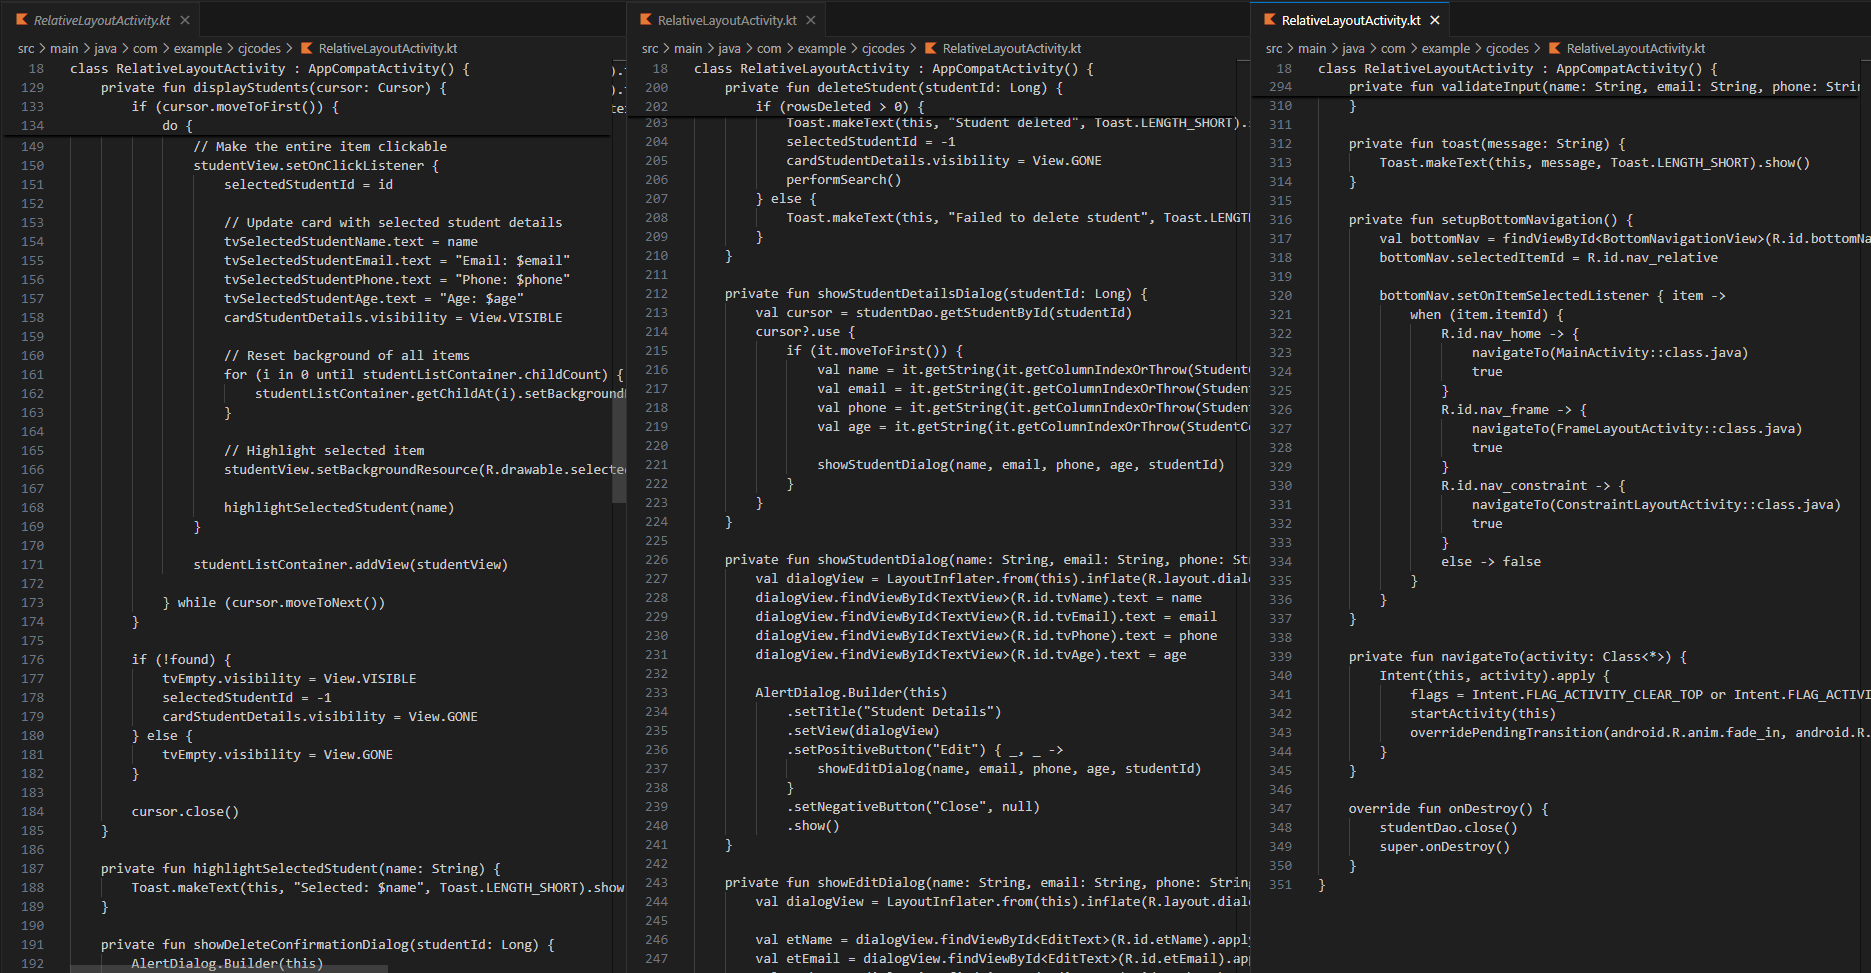 RelativeLayoutActivity.kt
src > main > java > com > example > cjcodes > RelativeLayoutActivity.kt
18 class RelativeLayoutActivity : AppCompatActivity() {
129 private fun displayStudents(cursor: Cursor) {
133 if (cursor.moveToFirst()) {
134 do {
149 // Make the entire item clickable
150 studentView.setOnClickListener {
151 selectedStudentId = id
152
153 // Update card with selected student details
154 tvSelectedStudentName.text = name
155 tvSelectedStudentEmail.text = "Email: $email"
156 tvSelectedStudentPhone.text = "Phone: $phone"
157 tvSelectedStudentAge.text = "Age: $age"
158 cardStudentDetails.visibility = View.VISIBLE
159
160 // Reset background of all items
161 for (i in 0 until studentListContainer.childCount) {
162 studentListContainer.getChildAt(i).setBackground
163 }
164
165 // Highlight selected item
166 studentView.setBackgroundResource(R.drawable.selecte
167
168 highlightSelectedStudent(name)
169 }
170
171 studentListContainer.addView(studentView)
172
173 } while (cursor.moveToNext())
174 }
175
176 if (!found) {
177 tvEmpty.visibility = View.VISIBLE
178 selectedStudentId = -1
179 cardStudentDetails.visibility = View.GONE
180 } else {
181 tvEmpty.visibility = View.GONE
182 }
183
184 cursor.close()
185 }
186
187 private fun highlightSelectedStudent(name: String) {
188 Toast.makeText(this, "Selected: $name", Toast.LENGTH_SHORT).show
189 }
190
191 private fun showDeleteConfirmationDialog(studentId: Long) {
192 AlertDialog.Builder(this)
RelativeLayoutActivity.kt
src > main > java > com > example > cjcodes > RelativeLayoutActivity.kt
18 class RelativeLayoutActivity : AppCompatActivity() {
200 private fun deleteStudent(studentId: Long) {
202 if (rowsDeleted > 0) {
203 Toast.makeText(this, "Student deleted", Toast.LENGTH_SHORT).
204 selectedStudentId = -1
205 cardStudentDetails.visibility = View.GONE
206 performSearch()
207 } else {
208 Toast.makeText(this, "Failed to delete student", Toast.LENGT
209 }
210 }
211
212 private fun showStudentDetailsDialog(studentId: Long) {
213 val cursor = studentDao.getStudentById(studentId)
214 cursor?.use {
215 if (it.moveToFirst()) {
216 val name = it.getString(it.getColumnIndexOrThrow(Student
217 val email = it.getString(it.getColumnIndexOrThrow(Studen
218 val phone = it.getString(it.getColumnIndexOrThrow(Studen
219 val age = it.getString(it.getColumnIndexOrThrow(StudentCo
220
221 showStudentDialog(name, email, phone, age, studentId)
222 }
223 }
224 }
225
226 private fun showStudentDialog(name: String, email: String, phone: St
227 val dialogView = LayoutInflater.from(this).inflate(R.layout.dial
228 dialogView.findViewById<TextView>(R.id.tvName).text = name
229 dialogView.findViewById<TextView>(R.id.tvEmail).text = email
230 dialogView.findViewById<TextView>(R.id.tvPhone).text = phone
231 dialogView.findViewById<TextView>(R.id.tvAge).text = age
232
233 AlertDialog.Builder(this)
234 .setTitle("Student Details")
235 .setView(dialogView)
236 .setPositiveButton("Edit") { _, _ ->
237 showEditDialog(name, email, phone, age, studentId)
238 }
239 .setNegativeButton("Close", null)
240 .show()
241 }
242
243 private fun showEditDialog(name: String, email: String, phone: String
244 val dialogView = LayoutInflater.from(this).inflate(R.layout.dial
245
246 val etName = dialogView.findViewById<EditText>(R.id.etName).apply
247 val etEmail = dialogView.findViewById<EditText>(R.id.etEmail).ap
RelativeLayoutActivity.kt
src > main > java > com > example > cjcodes > RelativeLayoutActivity.kt
18 class RelativeLayoutActivity : AppCompatActivity() {
294 private fun validateInput(name: String, email: String, phone: Strin
310 }
311
312 private fun toast(message: String) {
313 Toast.makeText(this, message, Toast.LENGTH_SHORT).show()
314 }
315
316 private fun setupBottomNavigation() {
317 val bottomNav = findViewById<BottomNavigationView>(R.id.bottomNa
318 bottomNav.selectedItemId = R.id.nav_relative
319
320 bottomNav.setOnItemSelectedListener { item ->
321 when (item.itemId) {
322 R.id.nav_home -> {
323 navigateTo(MainActivity::class.java)
324 true
325 }
326 R.id.nav_frame -> {
327 navigateTo(FrameLayoutActivity::class.java)
328 true
329 }
330 R.id.nav_constraint -> {
331 navigateTo(ConstraintLayoutActivity::class.java)
332 true
333 }
334 else -> false
335 }
336 }
337 }
338
339 private fun navigateTo(activity: Class<*>) {
340 Intent(this, activity).apply {
341 flags = Intent.FLAG_ACTIVITY_CLEAR_TOP or Intent.FLAG_ACTIVI
342 startActivity(this)
343 overridePendingTransition(android.R.anim.fade_in, android.R.
344 }
345 }
346
347 override fun onDestroy() {
348 studentDao.close()
349 super.onDestroy()
350 }
351 }